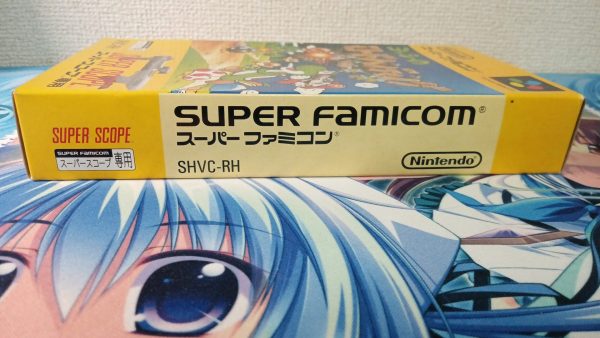 SUPER SCOPE
SUPER FAMICOM
スーパースコープ 専用
SUPER FAMICOM®
スーパーファミコン®
SHVC-RH
Nintendo®